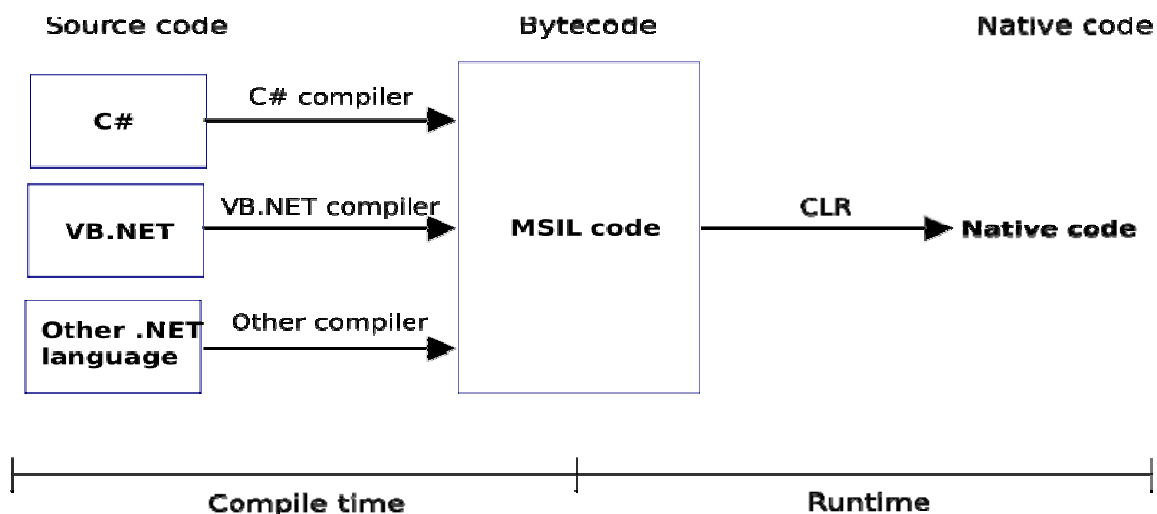 Source code
Bytecode
Native code
C#
C# compiler
VB.NET
VB.NET compiler
MSIL code
CLR
Native code
Other .NET
language
Other compiler
Compile time
Runtime